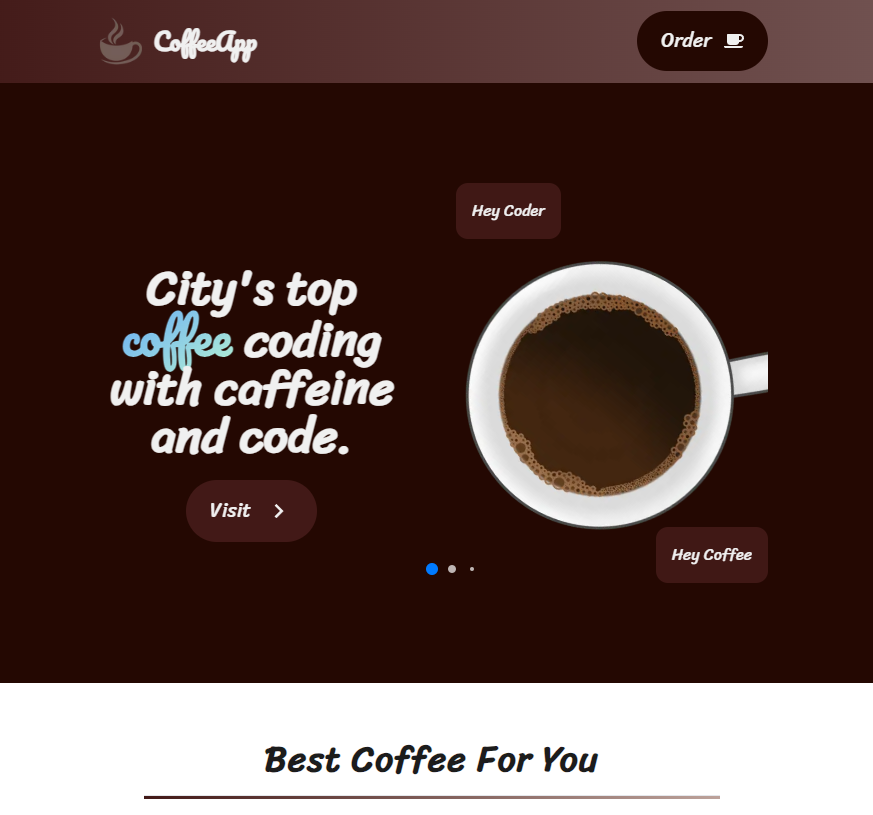 CoffeeApp
Order
Hey Coder
City's top
coffee coding
with caffeine
and code.
Visit
Hey Coffee
Best Coffee For You